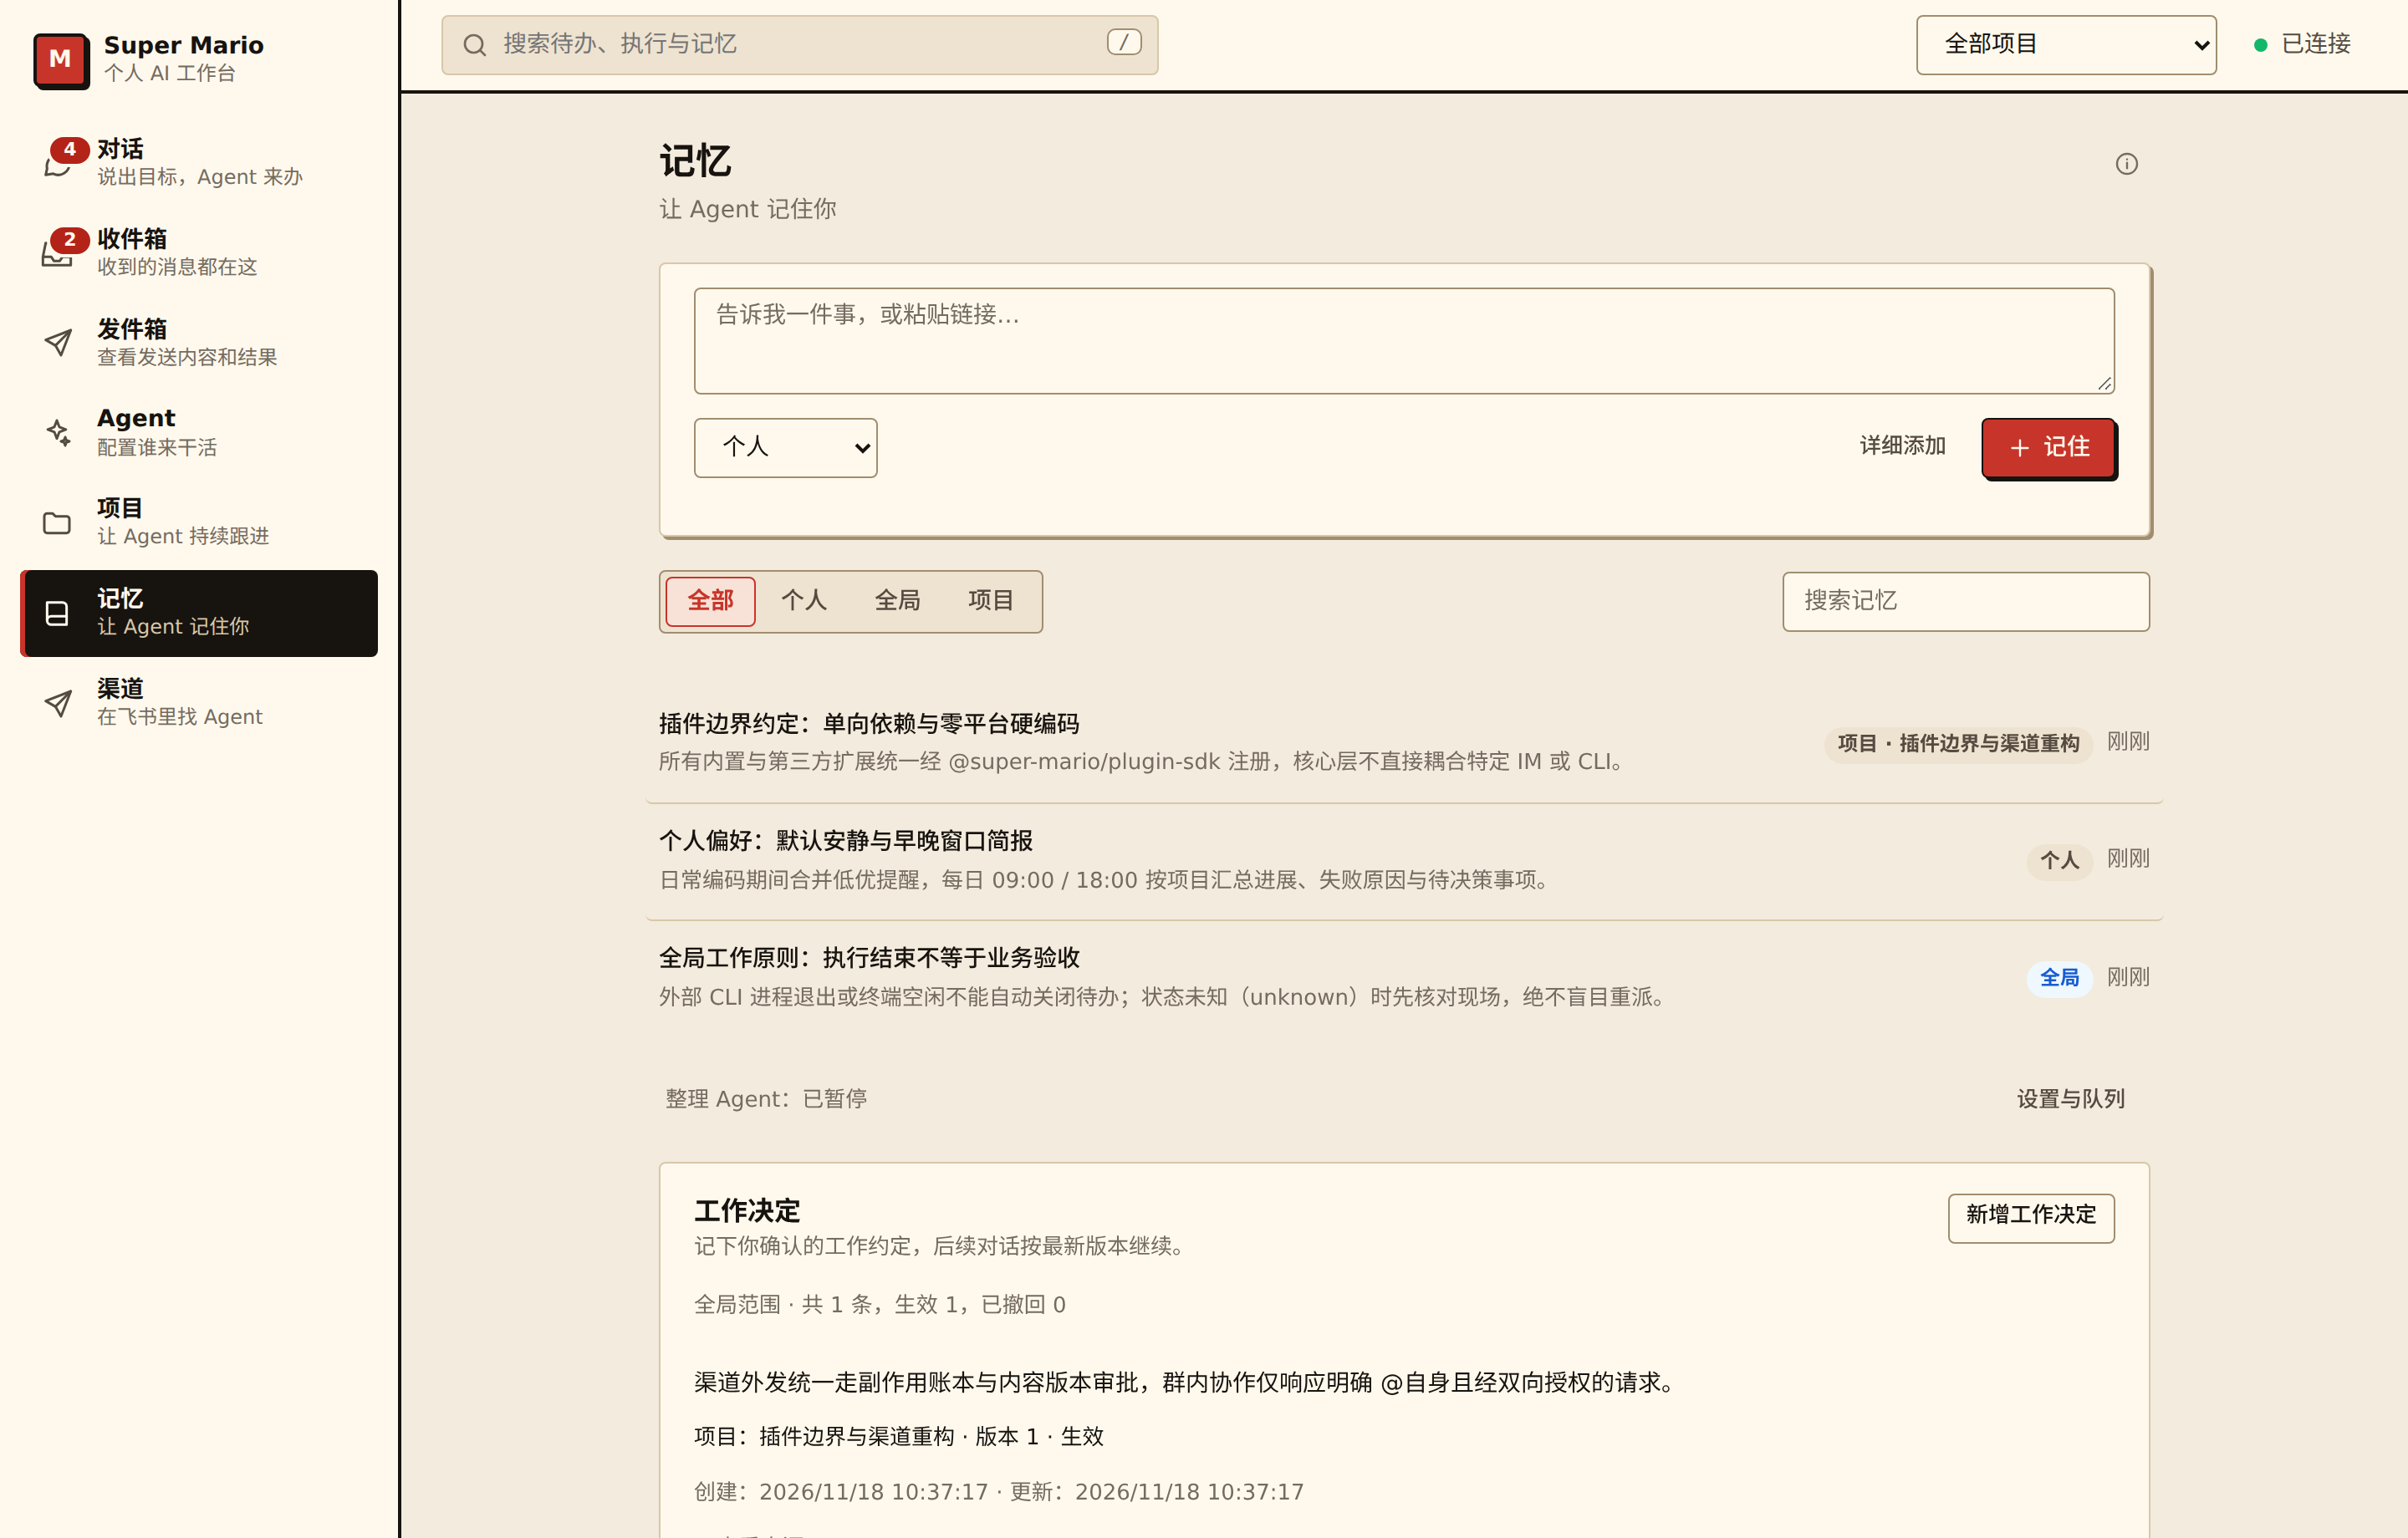 M
Super Mario
个人 AI 工作台
4
对话
说出目标，Agent 来办
2
收件箱
收到的消息都在这
发件箱
查看发送内容和结果
Agent
配置谁来干活
项目
让 Agent 持续跟进
记忆
让 Agent 记住你
渠道
在飞书里找 Agent
搜索待办、执行与记忆
/
全部项目
已连接
记忆
让 Agent 记住你
告诉我一件事，或粘贴链接...
个人
详细添加
+ 记住
全部
个人
全局
项目
搜索记忆
插件边界约定：单向依赖与零平台硬编码
所有内置与第三方扩展统一经 @super-mario/plugin-sdk 注册，核心层不直接耦合特定 IM 或 CLI。
项目 · 插件边界与渠道重构
刚刚
个人偏好：默认安静与早晚窗口简报
日常编码期间合并低优提醒，每日 09:00 / 18:00 按项目汇总进展、失败原因与待决策事项。
个人
刚刚
全局工作原则：执行结束不等于业务验收
外部 CLI 进程退出或终端空闲不能自动关闭待办；状态未知（unknown）时先核对现场，绝不盲目重派。
全局
刚刚
整理 Agent：已暂停
设置与队列
工作决定
记下你确认的工作约定，后续对话按最新版本继续。
新增工作决定
全局范围 · 共 1 条，生效 1，已撤回 0
渠道外发统一走副作用账本与内容版本审批，群内协作仅响应明确 @自身且经双向授权的请求。
项目：插件边界与渠道重构 · 版本 1 · 生效
创建：2026/11/18 10:37:17 · 更新：2026/11/18 10:37:17